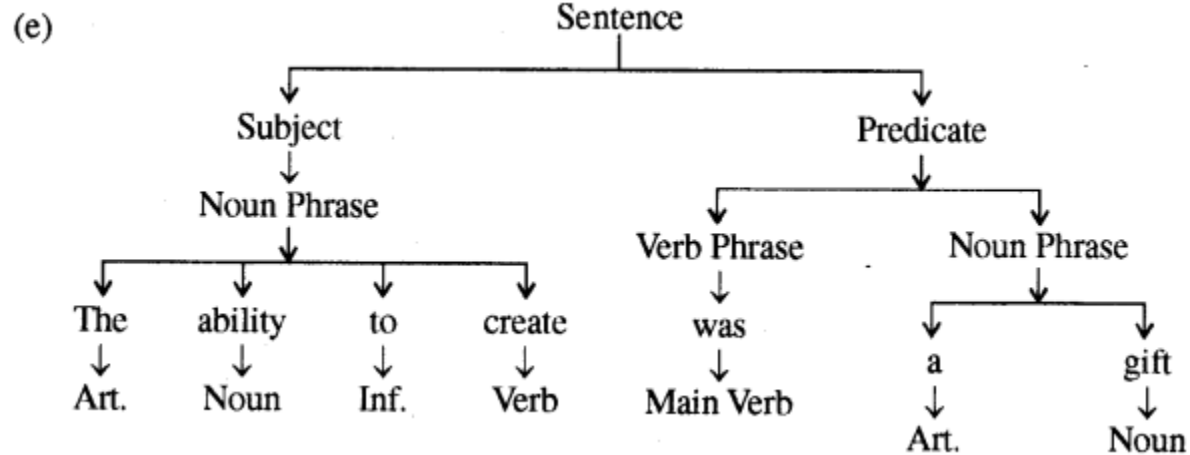 (e) Sentence
Subject Predicate
Noun Phrase
Verb Phrase Noun Phrase
The ability to create was
a gift
Art. Noun Inf. Verb Main Verb
Art. Noun